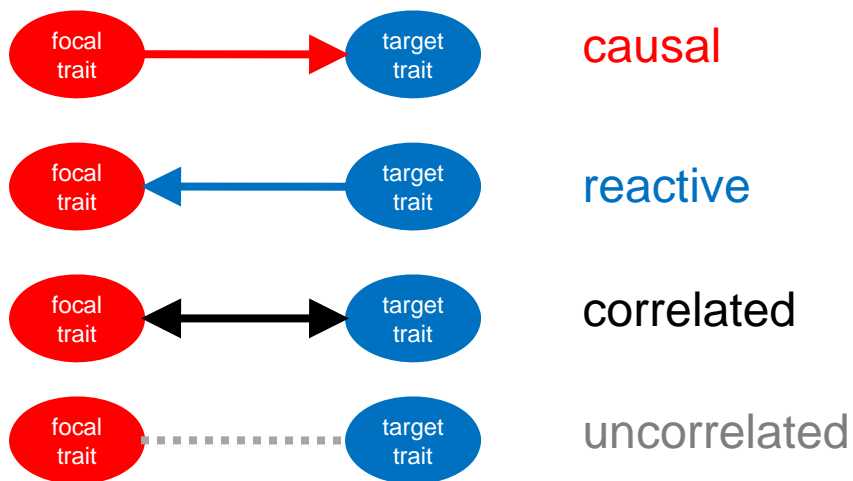 focal
trait
target
trait
causal
focal
trait
target
trait
reactive
focal
trait
target
trait
correlated
focal
trait
target
trait
uncorrelated